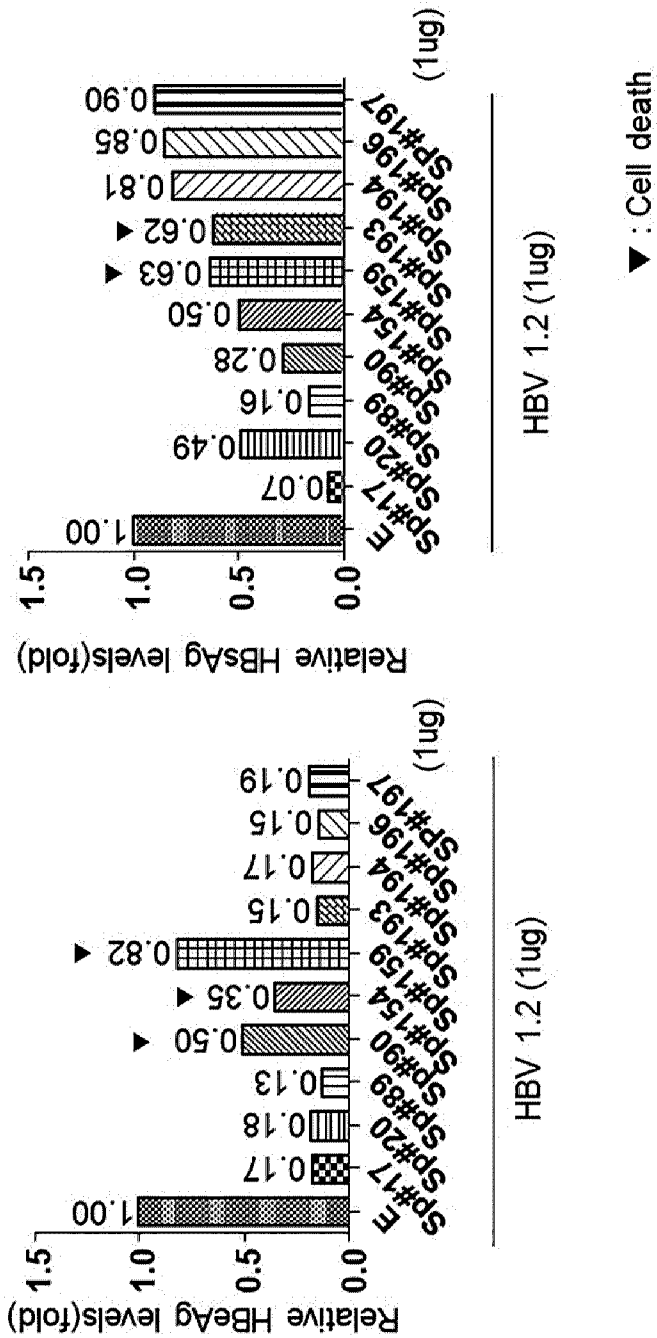 Relative HBeAg levels(fold)
1.5
1.0
0.5
0.0
1.00
0.17
0.18
0.13
0.50
0.35
0.82
0.15
0.17
0.15
0.19
E
Sp#17
Sp#20
Sp#89
Sp#90
Sp#154
Sp#159
Sp#193
Sp#194
Sp#196
SP#197
(1ug)
HBV 1.2 (1ug)
Relative HBsAg levels(fold)
1.5
1.0
0.5
0.0
1.00
0.07
0.49
0.16
0.28
0.50
0.63
0.62
0.81
0.85
0.90
E
Sp#17
Sp#20
Sp#89
Sp#90
Sp#154
Sp#159
Sp#193
Sp#194
Sp#196
SP#197
(1ug)
HBV 1.2 (1ug)
▼ : Cell death